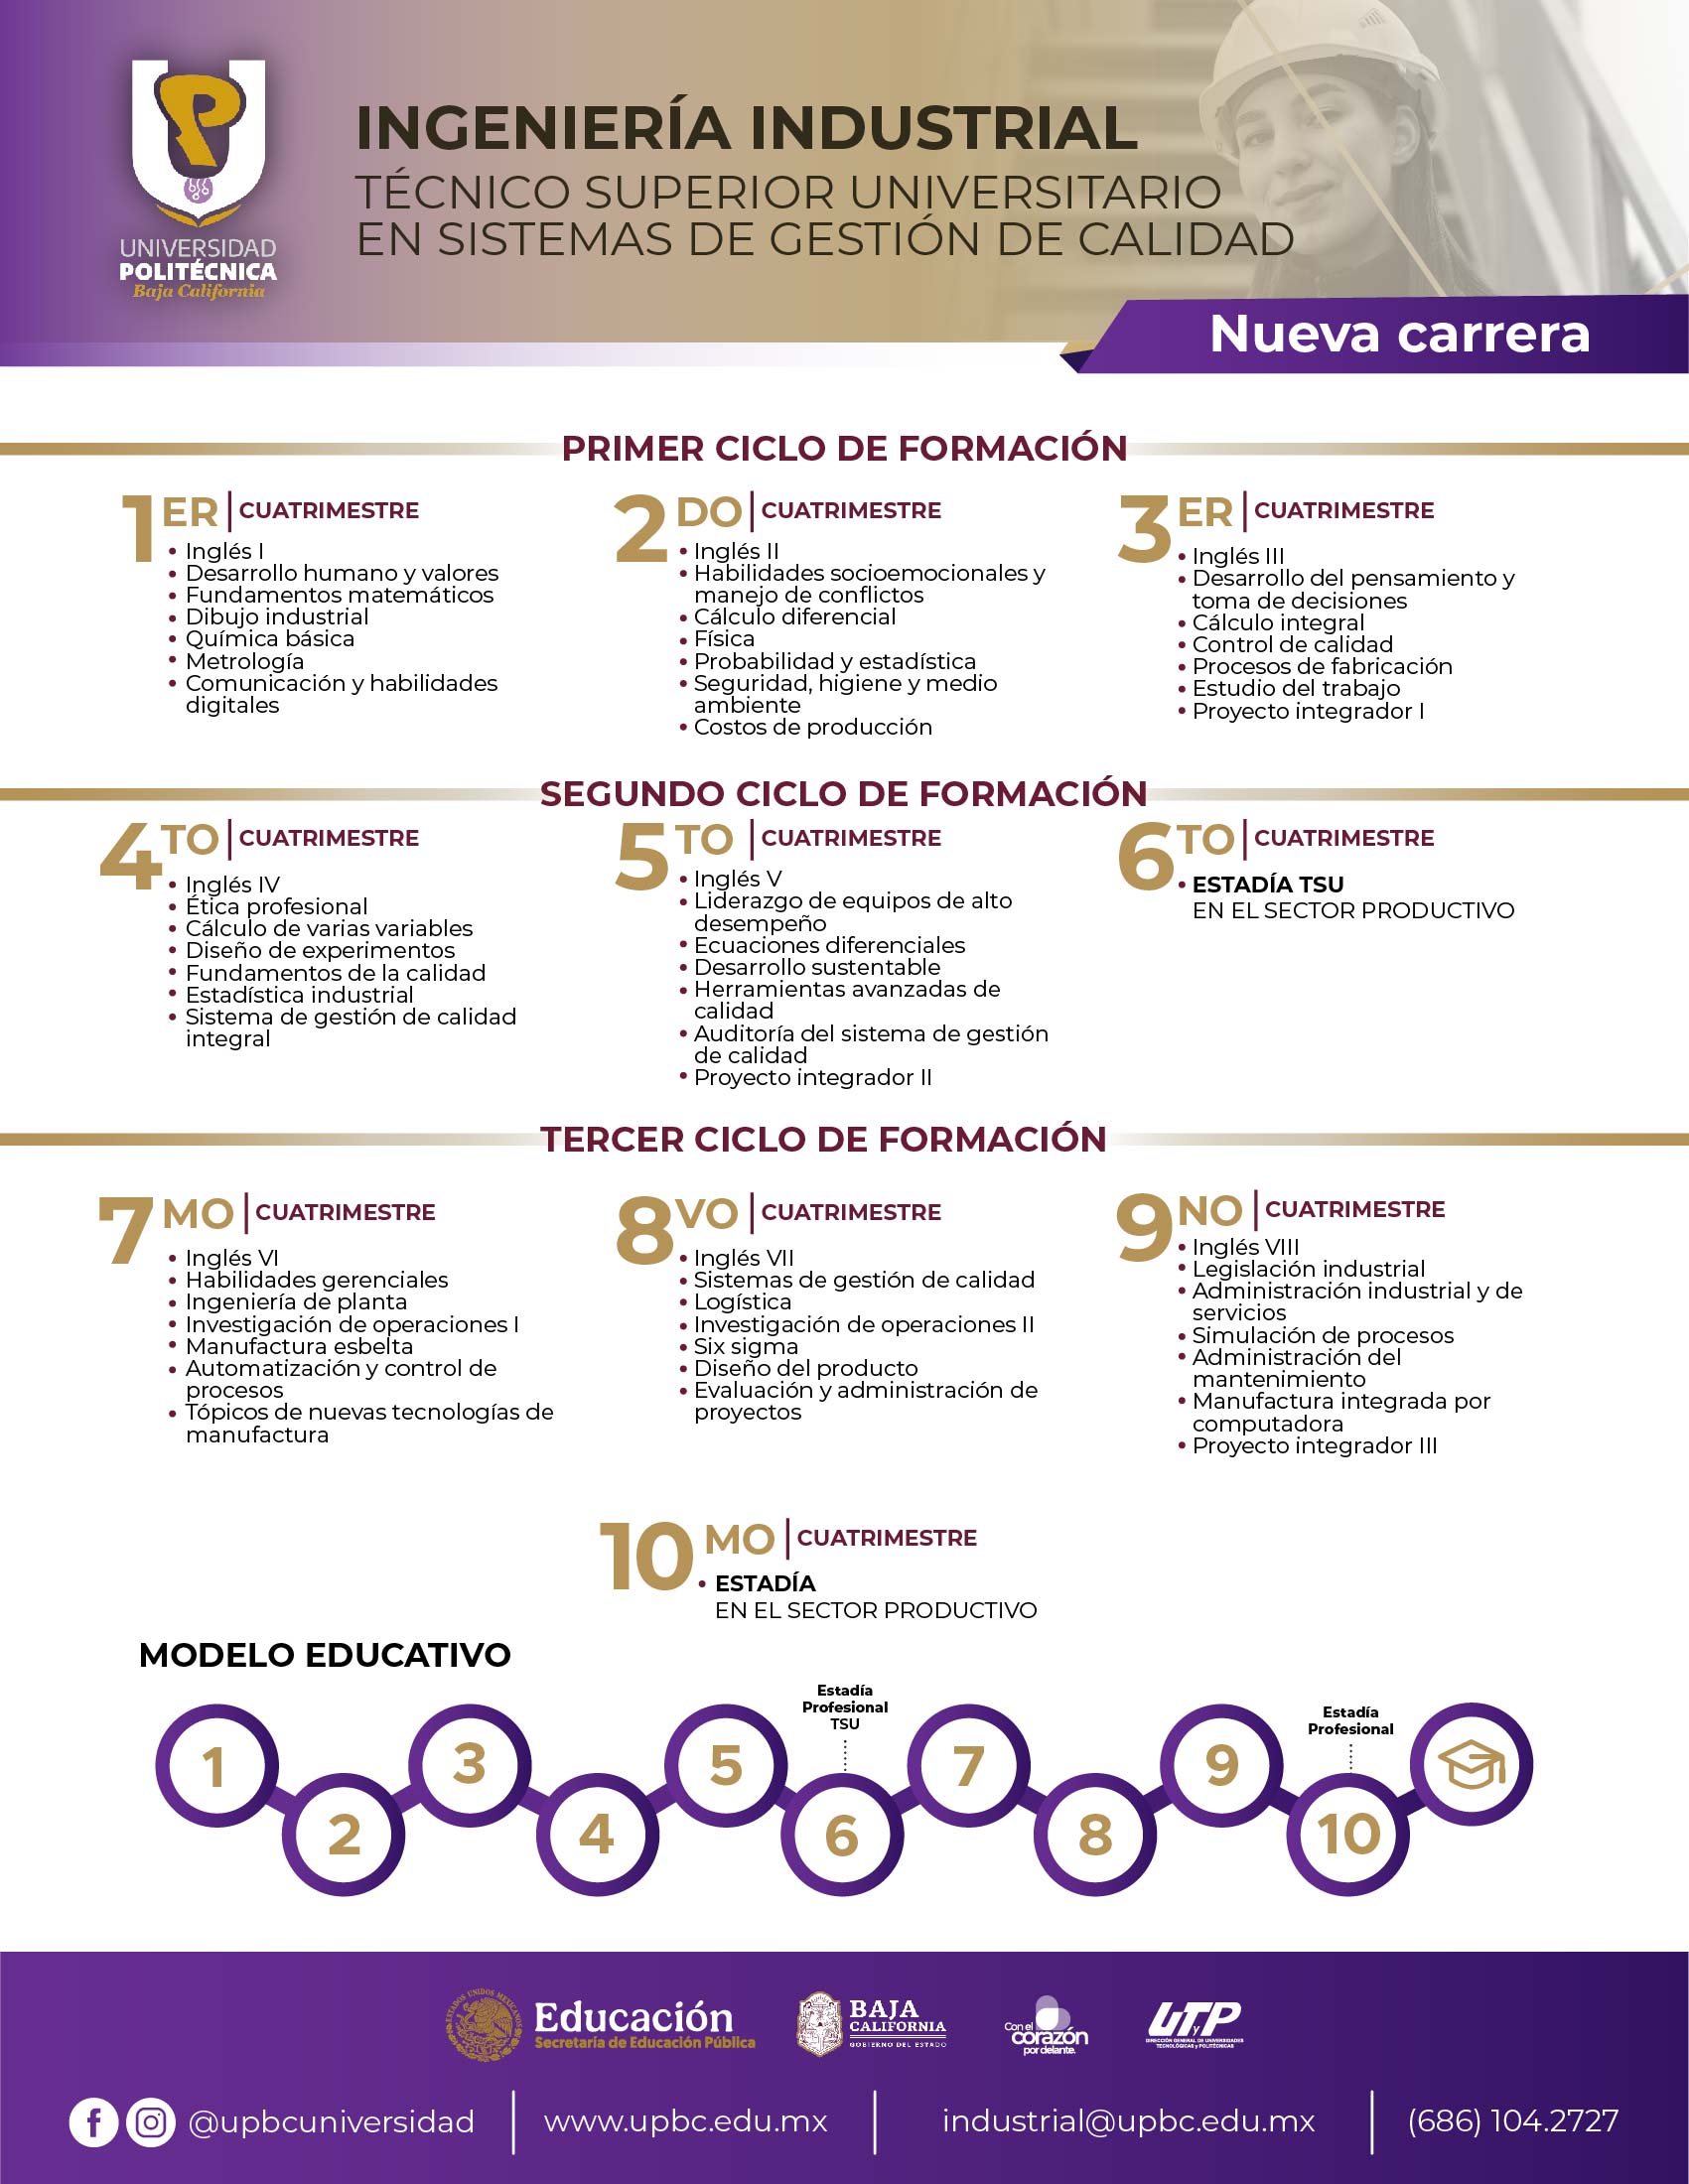 UNIVERSIDAD
POLITÉCNICA
Baja California
INGENIERÍA INDUSTRIAL
TÉCNICO SUPERIOR UNIVERSITARIO
EN SISTEMAS DE GESTIÓN DE CALIDAD
Nueva carrera
PRIMER CICLO DE FORMACIÓN
1ER | CUATRIMESTRE
• Inglés I
• Desarrollo humano y valores
• Fundamentos matemáticos
• Dibujo industrial
• Química básica
• Metrología
• Comunicación y habilidades
digitales
2DO | CUATRIMESTRE
• Inglés II
• Habilidades socioemocionales y
manejo de conflictos
• Cálculo diferencial
• Física
• Probabilidad y estadística
• Seguridad, higiene y medio
ambiente
• Costos de producción
3ER | CUATRIMESTRE
• Inglés III
• Desarrollo del pensamiento y
toma de decisiones
• Cálculo integral
• Control de calidad
• Procesos de fabricación
• Estudio del trabajo
• Proyecto integrador I
SEGUNDO CICLO DE FORMACIÓN
4TO | CUATRIMESTRE
• Inglés IV
• Ética profesional
• Cálculo de varias variables
• Diseño de experimentos
• Fundamentos de la calidad
• Estadística industrial
• Sistema de gestión de calidad
integral
5TO | CUATRIMESTRE
• Inglés V
• Liderazgo de equipos de alto
desempeño
• Ecuaciones diferenciales
• Desarrollo sustentable
• Herramientas avanzadas de
calidad
• Auditoría del sistema de gestión
de calidad
• Proyecto integrador II
6TO | CUATRIMESTRE
• ESTADÍA TSU
EN EL SECTOR PRODUCTIVO
TERCER CICLO DE FORMACIÓN
7MO | CUATRIMESTRE
• Inglés VI
• Habilidades gerenciales
• Ingeniería de planta
• Investigación de operaciones I
• Manufactura esbelta
• Automatización y control de
procesos
• Tópicos de nuevas tecnologías de
manufactura
8VO | CUATRIMESTRE
• Inglés VII
• Sistemas de gestión de calidad
• Logística
• Investigación de operaciones II
• Six sigma
• Diseño del producto
• Evaluación y administración de
proyectos
9NO | CUATRIMESTRE
• Inglés VIII
• Legislación industrial
• Administración industrial y de
servicios
• Simulación de procesos
• Administración del
mantenimiento
• Manufactura integrada por
computadora
• Proyecto integrador III
10MO | CUATRIMESTRE
• ESTADÍA
EN EL SECTOR PRODUCTIVO
MODELO EDUCATIVO
1
2
3
4
5
Estadía
Profesional
TSU
6
7
8
9
Estadía
Profesional
10
ESTADOS UNIDOS MEXICANOS
Educación
Secretaría de Educación Pública
BAJA
CALIFORNIA
GOBIERNO DEL ESTADO
Con el
corazón
por delante.
UTyP
DIRECCIÓN GENERAL DE UNIVERSIDADES
TECNOLÓGICAS y POLITÉCNICAS
@upbcuniversidad | www.upbc.edu.mx | industrial@upbc.edu.mx | (686) 104.2727